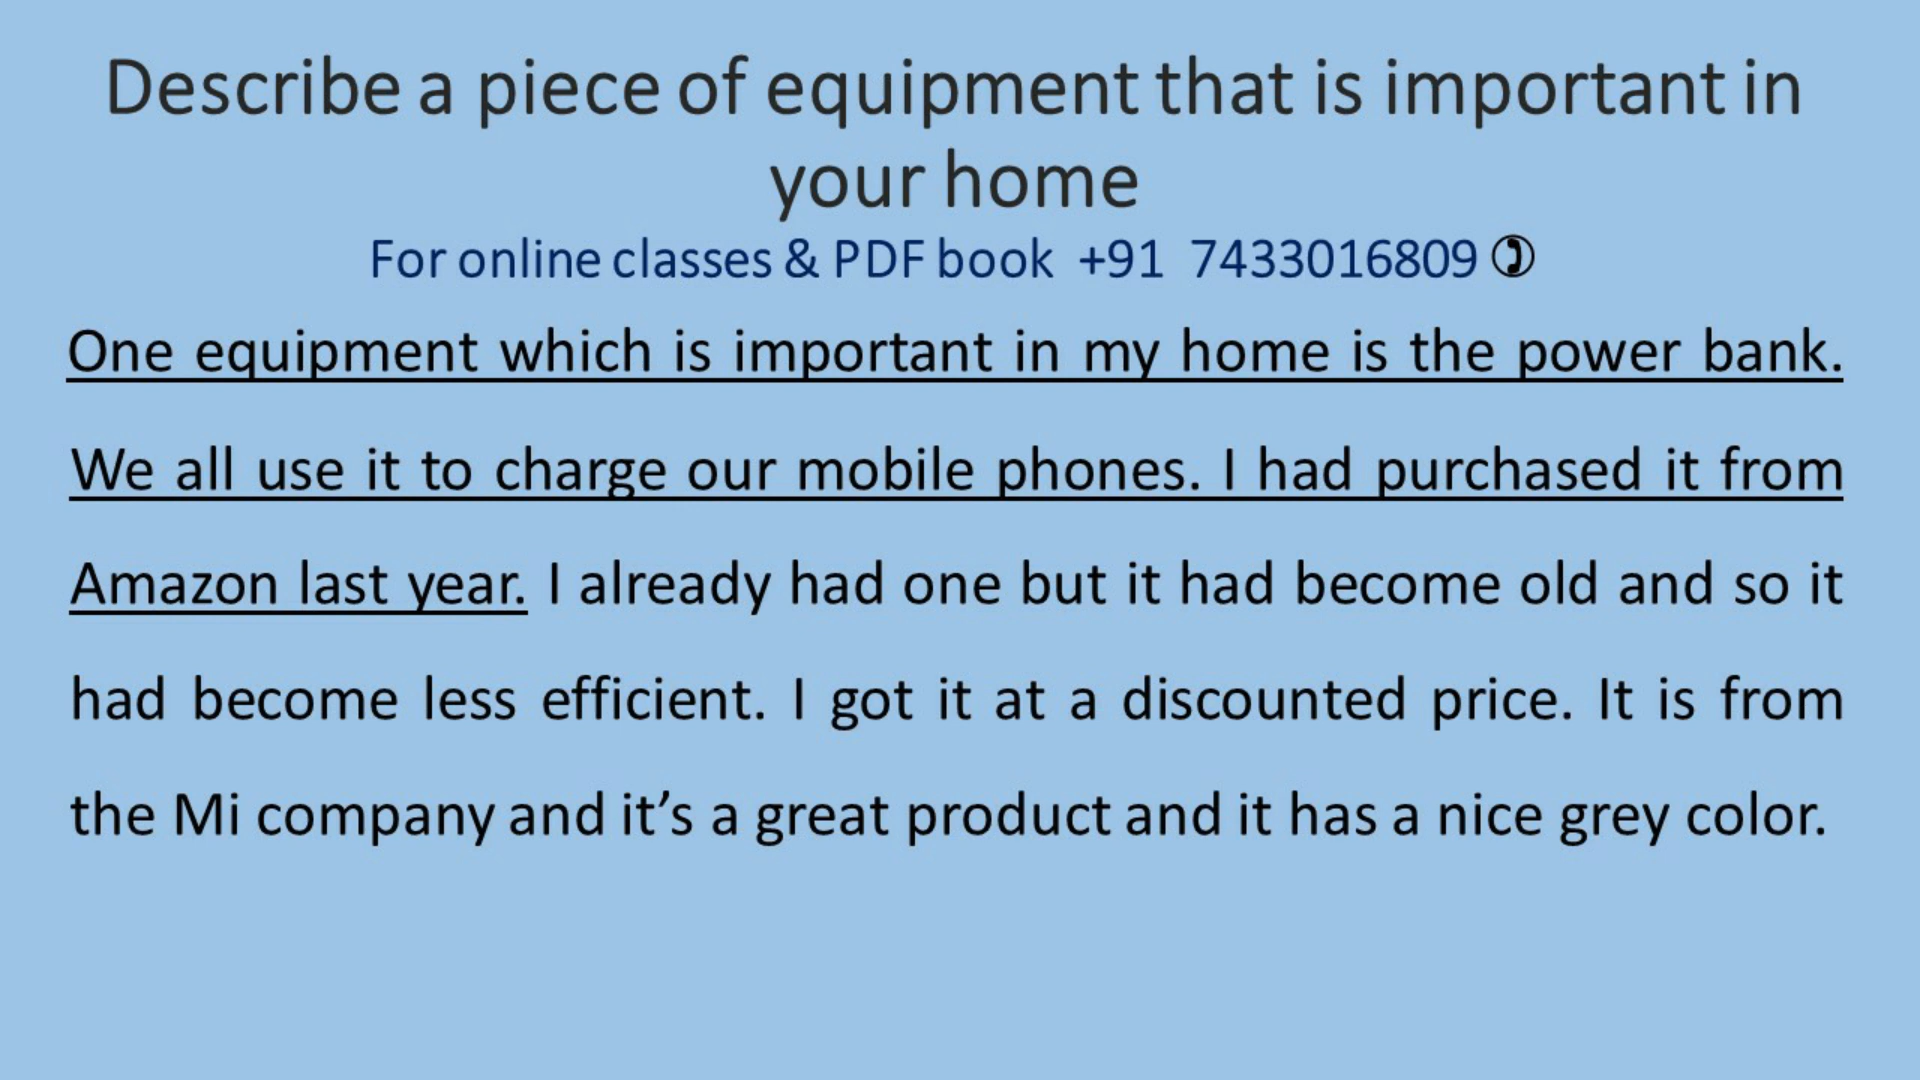 Describe a piece of equipment that is important in
your home
For online classes & PDF book +91 7433016809
One equipment which is important in my home is the power bank.
We all use it to charge our mobile phones. I had purchased it from
Amazon last year. I already had one but it had become old and so it
had become less efficient. I got it at a discounted price. It is from
the Mi company and it’s a great product and it has a nice grey color.